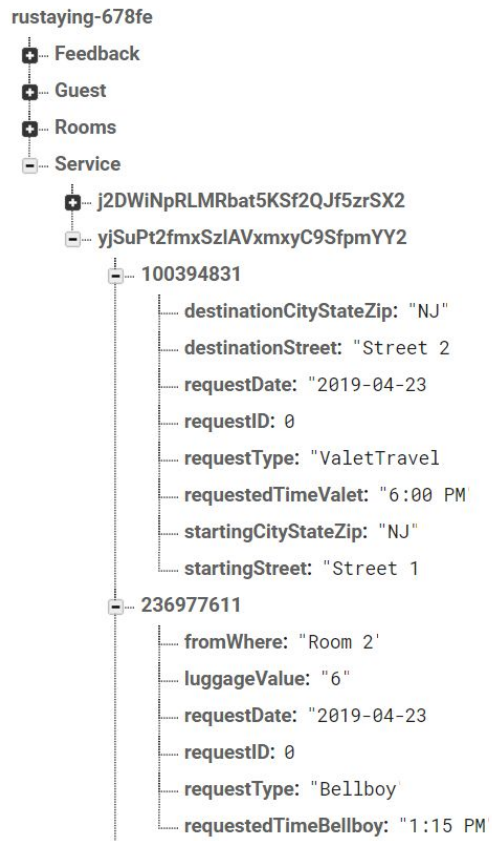 rustaying-678fe
Feedback
Guest
Rooms
Service
j2DWiNpRLMRbat5KSf2QJf5zrSX2
yjSuPt2fmxSzIAVxmxyC9SfpmYY2
100394831
destinationCityStateZip: "NJ"
destinationStreet: "Street 2
requestDate: "2019-04-23
requestID: 0
requestType: "ValetTravel
requestedTimeValet: "6:00 PM
startingCityStateZip: "NJ"
startingStreet: "Street 1
236977611
fromWhere: "Room 2'
luggageValue: "6"
requestDate: "2019-04-23
requestID: 0
requestType: "Bellboy'
requestedTimeBellboy: "1:15 PM'